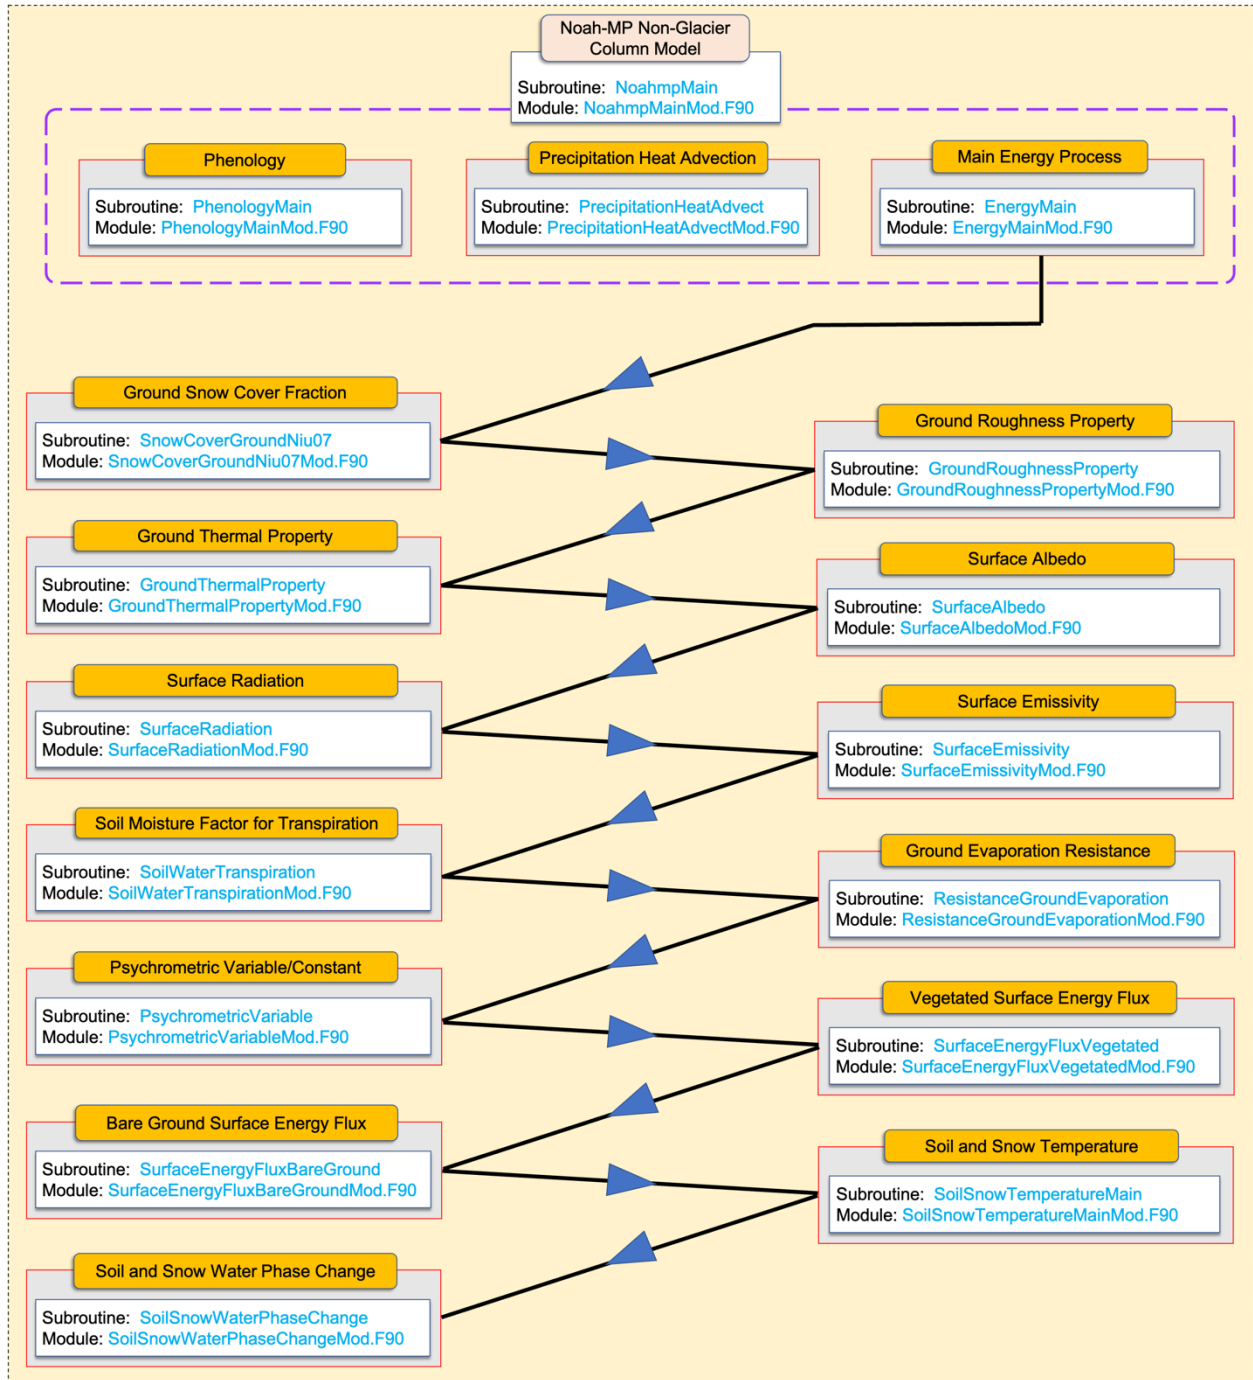 Noah-MP Non-Glacier
Column Model
Subroutine: NoahmpMain
Module: NoahmpMainMod.F90
Phenology
Subroutine: PhenologyMain
Module: PhenologyMainMod.F90
Precipitation Heat Advection
Subroutine: PrecipitationHeatAdvect
Module: PrecipitationHeatAdvectMod.F90
Main Energy Process
Subroutine: EnergyMain
Module: EnergyMainMod.F90
Ground Snow Cover Fraction
Subroutine: SnowCoverGroundNiu07
Module: SnowCoverGroundNiu07Mod.F90
Ground Roughness Property
Subroutine: GroundRoughnessProperty
Module: GroundRoughnessPropertyMod.F90
Ground Thermal Property
Subroutine: GroundThermalProperty
Module: GroundThermalPropertyMod.F90
Surface Albedo
Subroutine: SurfaceAlbedo
Module: SurfaceAlbedoMod.F90
Surface Radiation
Subroutine: SurfaceRadiation
Module: SurfaceRadiationMod.F90
Surface Emissivity
Subroutine: SurfaceEmissivity
Module: SurfaceEmissivityMod.F90
Soil Moisture Factor for Transpiration
Subroutine: SoilWaterTranspiration
Module: SoilWaterTranspirationMod.F90
Ground Evaporation Resistance
Subroutine: ResistanceGroundEvaporation
Module: ResistanceGroundEvaporationMod.F90
Psychrometric Variable/Constant
Subroutine: PsychrometricVariable
Module: PsychrometricVariableMod.F90
Vegetated Surface Energy Flux
Subroutine: SurfaceEnergyFluxVegetated
Module: SurfaceEnergyFluxVegetatedMod.F90
Bare Ground Surface Energy Flux
Subroutine: SurfaceEnergyFluxBareGround
Module: SurfaceEnergyFluxBareGroundMod.F90
Soil and Snow Temperature
Subroutine: SoilSnowTemperatureMain
Module: SoilSnowTemperatureMainMod.F90
Soil and Snow Water Phase Change
Subroutine: SoilSnowWaterPhaseChange
Module: SoilSnowWaterPhaseChangeMod.F90